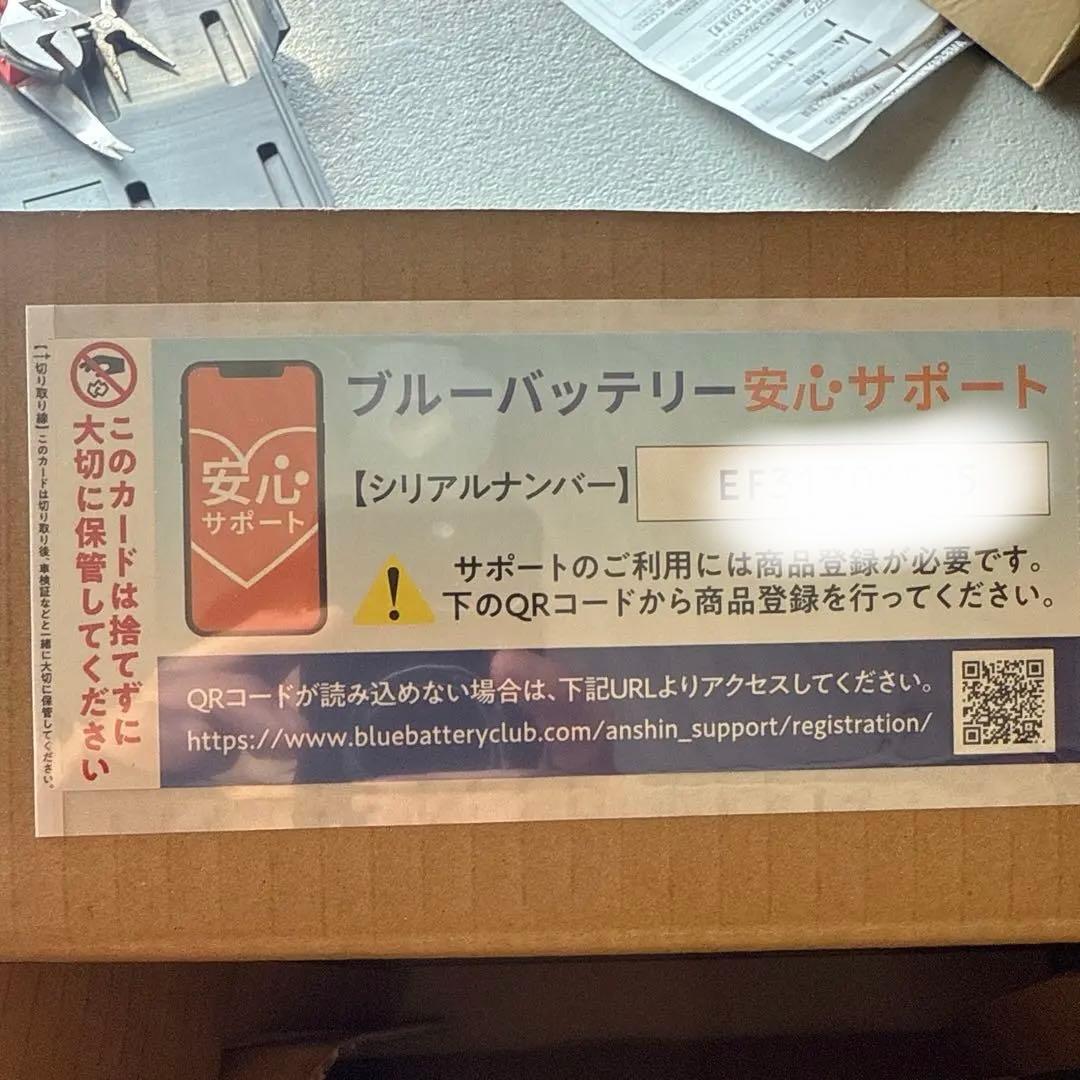 ブルーバッテリー安心サポート
安心
サポート
【シリアルナンバー】
サポートのご利用には商品登録が必要です。
下のQRコードから商品登録を行ってください。
QRコードが読み込めない場合は、下記URLよりアクセスしてください。
https://www.bluebatteryclub.com/anshin_support/registration/
このカードは捨てずに
大切に保管してください
【↑切り取り線】このカードは切り取り後、車検証などと一緒に大切に保管してください。